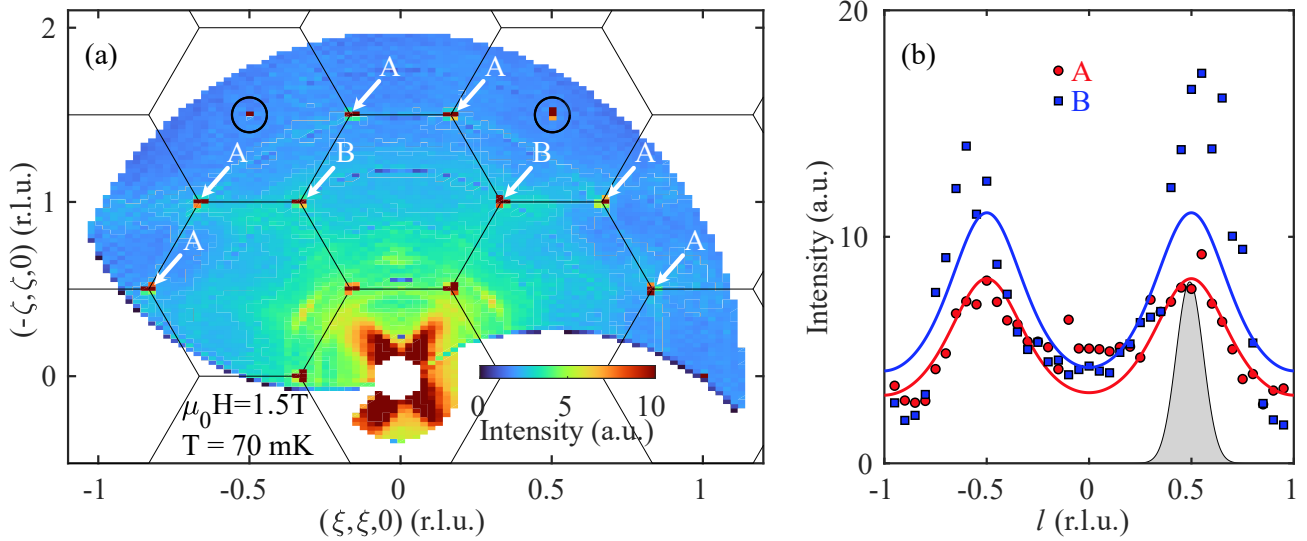 (a)
A
A
A
B
B
A
A
A
2
1
0
(-ζ,ζ,0) (r.l.u.)
μ0H=1.5T
T = 70 mK
0
5
10
Intensity (a.u.)
-1
-0.5
0
0.5
1
(ξ,ξ,0) (r.l.u.)
(b)
A
B
20
10
0
Intensity (a.u.)
-1
-0.5
0
0.5
1
l (r.l.u.)